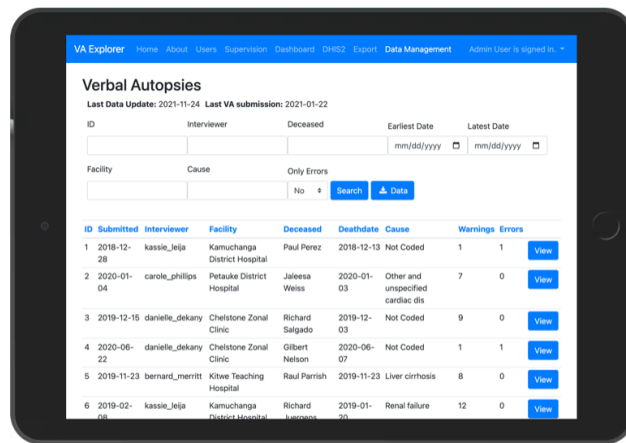 VA Explorer Home About Users Supervision Dashboard DHIS2 Export Data Management Admin User is signed in.
Verbal Autopsies
Last Data Update: 2021-11-24 Last VA submission: 2021-01-22
ID Interviewer Deceased Earliest Date Latest Date
mm/dd/yyyy mm/dd/yyyy
Facility Cause Only Errors
No Search Data
ID Submitted Interviewer Facility Deceased Deathdate Cause Warnings Errors
1 2018-12- kassie_leija Kamuchanga Paul Perez 2018-12-13 Not Coded 1 1 View
28 District Hospital
2 2020-01- carole_phillips Petauke District Jaleesa 2020-01- Other and 7 0 View
04 Hospital Weiss 03 unspecified
cardiac dis
3 2019-12-15 danielle_dekany Chelstone Zonal Richard 2019-12- Not Coded 9 0 View
Clinic Salgado 03
4 2020-06- danielle_dekany Chelstone Zonal Gilbert 2020-06- Not Coded 1 1 View
22 Clinic Nelson 07
5 2019-11-23 bernard_merritt Kitwe Teaching Raul Parrish 2019-11-23 Liver cirrhosis 8 0 View
Hospital
6 2019-02- kassie_leija Kamuchanga Richard 2019-01- Renal failure 12 0 View
08 District Hospital Juergens 20